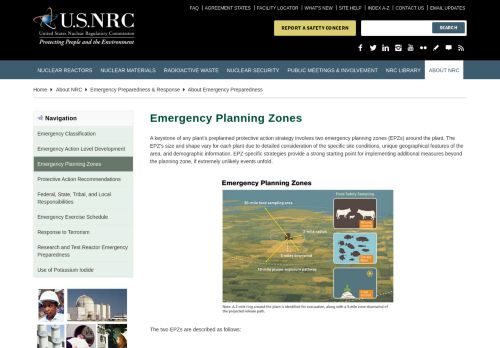 FAQ | AGREEMENT STATES | FACILITY LOCATOR | WHAT'S NEW | SITE HELP | INDEX A-Z | CONTACT US | EMAIL UPDATES
U.S.NRC
United States Nuclear Regulatory Commission
Protecting People and the Environment
REPORT A SAFETY CONCERN
SEARCH
NUCLEAR REACTORS NUCLEAR MATERIALS RADIOACTIVE WASTE NUCLEAR SECURITY PUBLIC MEETINGS & INVOLVEMENT NRC LIBRARY ABOUT NRC
Home » About NRC » Emergency Preparedness & Response » About Emergency Preparedness
Navigation
Emergency Classification
Emergency Action Level Development
Emergency Planning Zones
Protective Action Recommendations
Federal, State, Tribal, and Local
Responsibilities
Emergency Exercise Schedule
Response to Terrorism
Research and Test Reactor Emergency
Preparedness
Use of Potassium Iodide
Emergency Planning Zones
A keystone of any plant's preplanned protective action strategy involves two emergency planning zones (EPZs) around the plant. The
EPZ's size and shape vary for each plant due to detailed consideration of the specific site conditions, unique geographical features of the
area, and demographic information. EPZ-specific strategies provide a strong starting point for implementing additional measures beyond
the planning zone, if extremely unlikely events unfold.
Emergency Planning Zones
Food Safety Sampling
50-mile food sampling area
2-mile radius
5 miles downwind
10-mile plume exposure pathway
Note: A 2-mile ring around the plant is identified for evacuation, along with a 5-mile zone downwind of
the projected release path.
The two EPZs are described as follows: